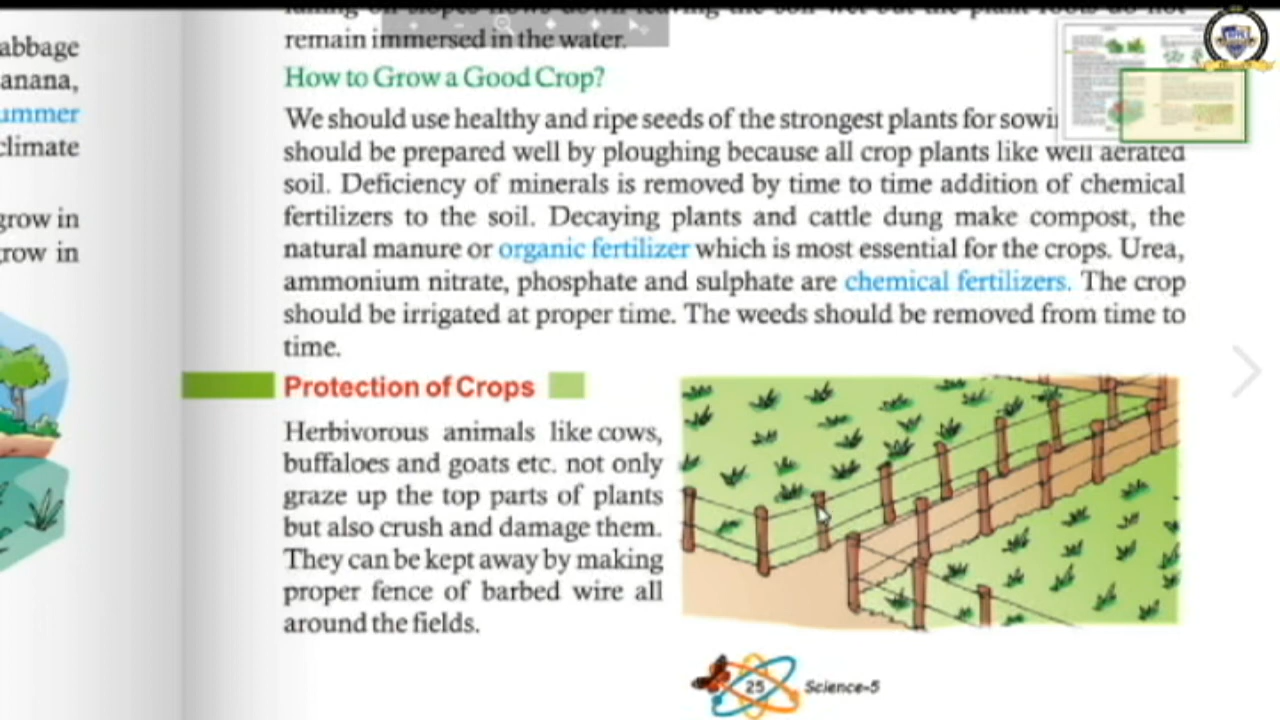 abbage
anana,
ummer
climate
grow in
row in
remain immersed in the water.
How to Grow a Good Crop?
We should use healthy and ripe seeds of the strongest plants for
should be prepared well by ploughing because all crop plants like well aerated
soil. Deficiency of minerals is removed by time to time addition of chemical
fertilizers to the soil. Decaying plants and cattle dung make compost, the
natural manure or organic fertilizer which is most essential for the crops. Urea,
ammonium nitrate, phosphate and sulphate are chemical fertilizers. The crop
should be irrigated at proper time. The weeds should be removed from time to
time.
Protection of Crops
Herbivorous animals like cows,
buffaloes and goats etc. not only
graze up the top parts of plants
but also crush and damage them.
They can be kept away by making
proper fence of barbed wire all
around the fields.
25 Science-5